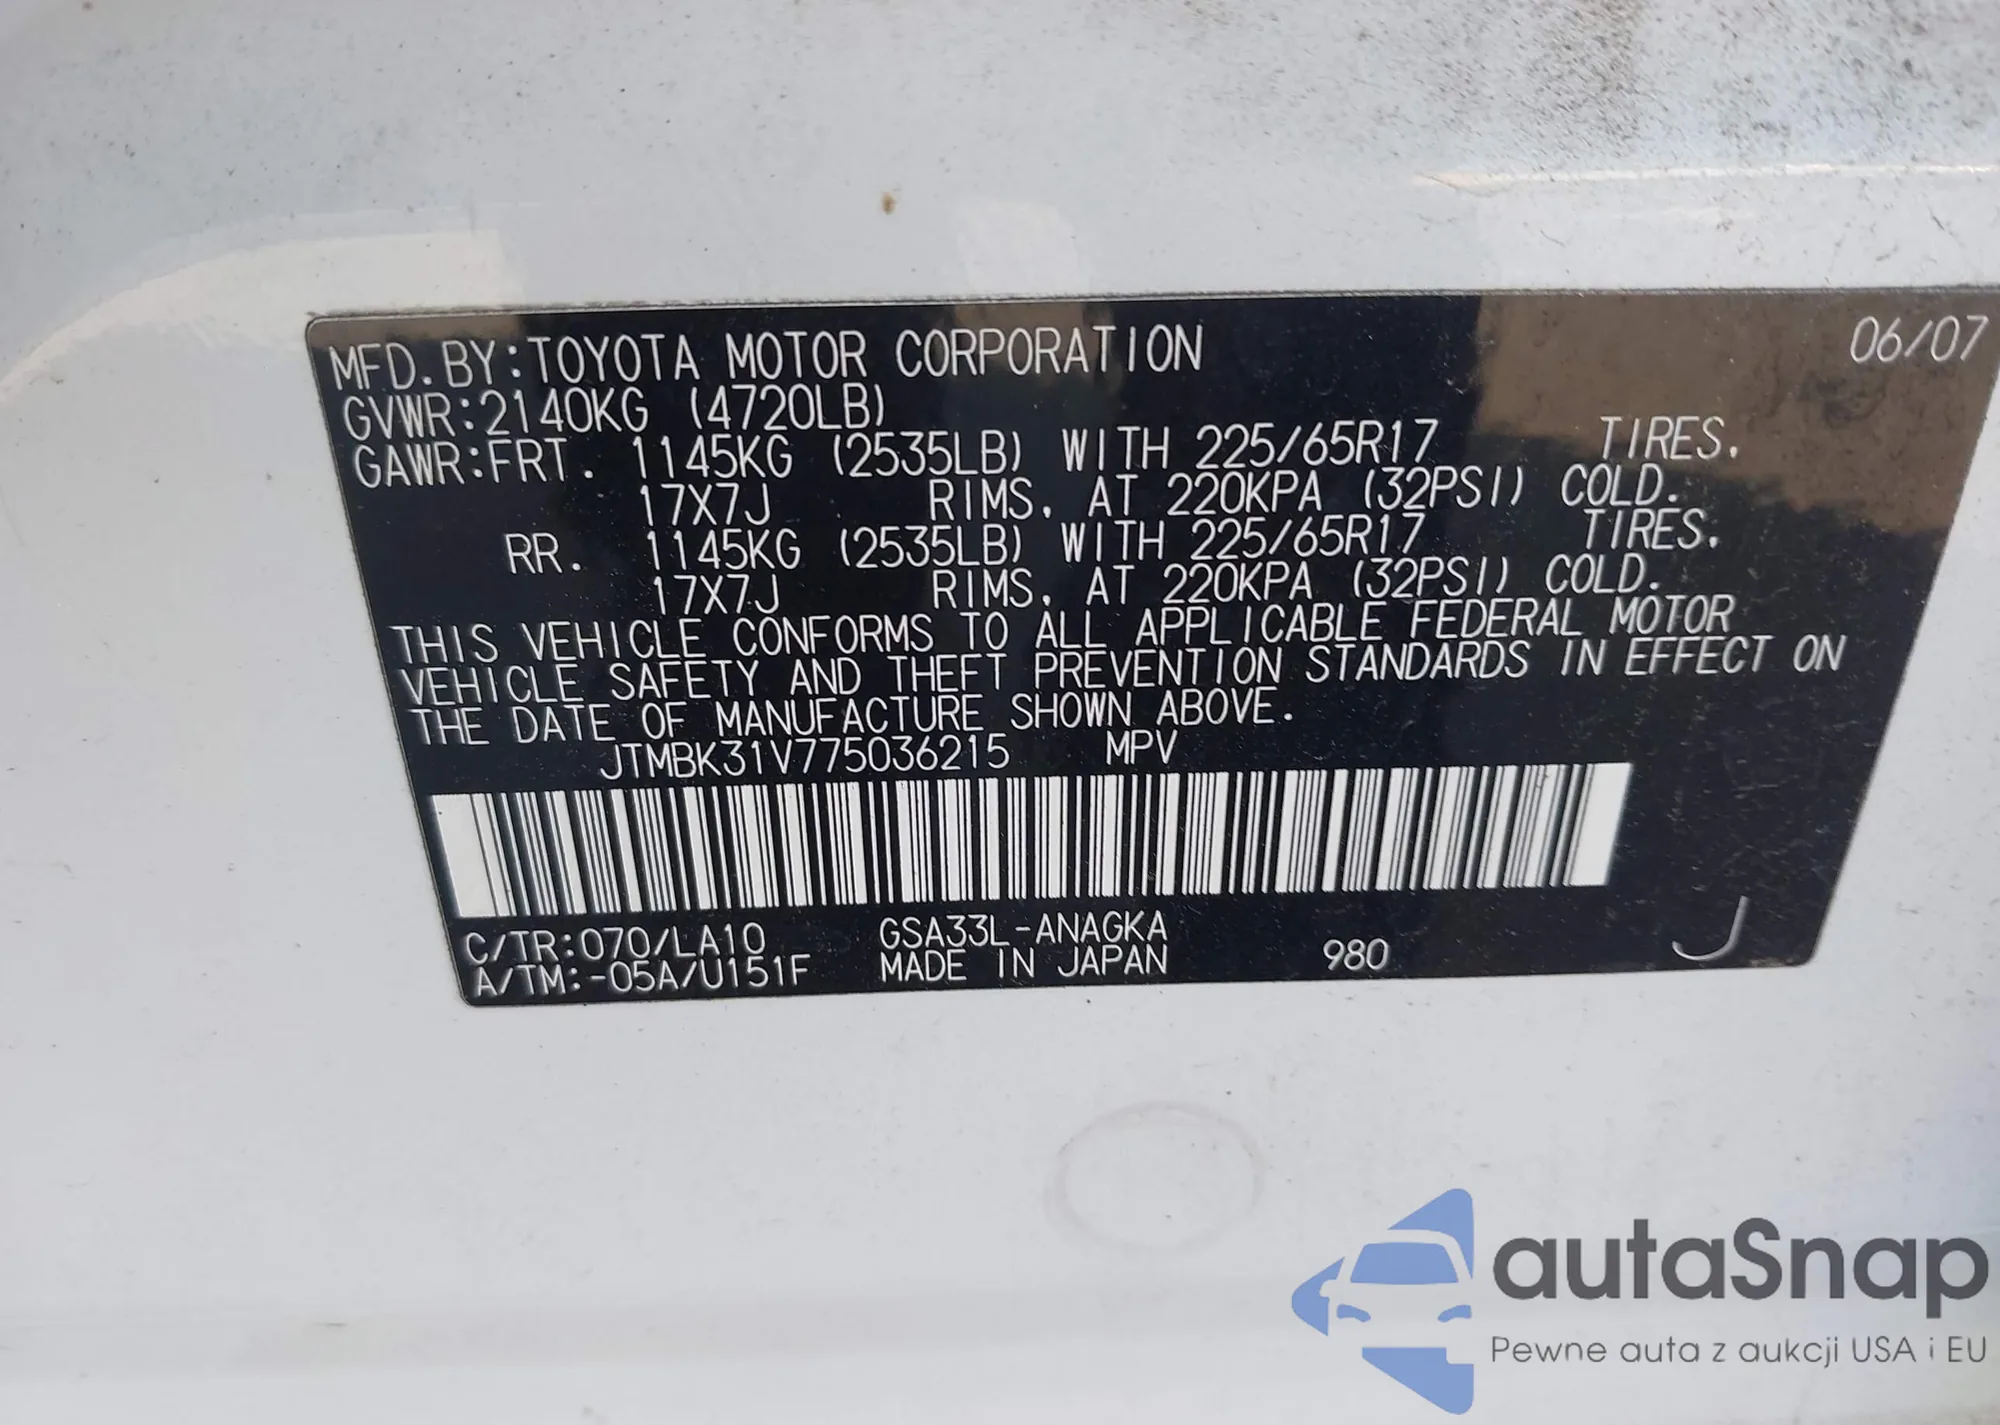 MFD. BY:TOYOTA MOTOR CORPORATION 06/07
GVWR:2140KG (4720LB)
GAWR:FRT. 1145KG (2535LB) WITH 225/65R17 TIRES.
17X7J RIMS, AT 220KPA (32PSI) COLD.
RR. 1145KG (2535LB) WITH 225/65R17 TIRES,
17X7J RIMS, AT 220KPA (32PSI) COLD.
THIS VEHICLE CONFORMS TO ALL APPLICABLE FEDERAL MOTOR
VEHICLE SAFETY AND THEFT PREVENTION STANDARDS IN EFFECT ON
THE DATE OF MANUFACTURE SHOWN ABOVE.
JTMBK31V775036215 MPV
C/TR:070/LA10 GSA33L-ANAGKA
A/TM:-05A/U151F MADE IN JAPAN 980 J
autaSnap
Pewne auta z aukcji USA i EU